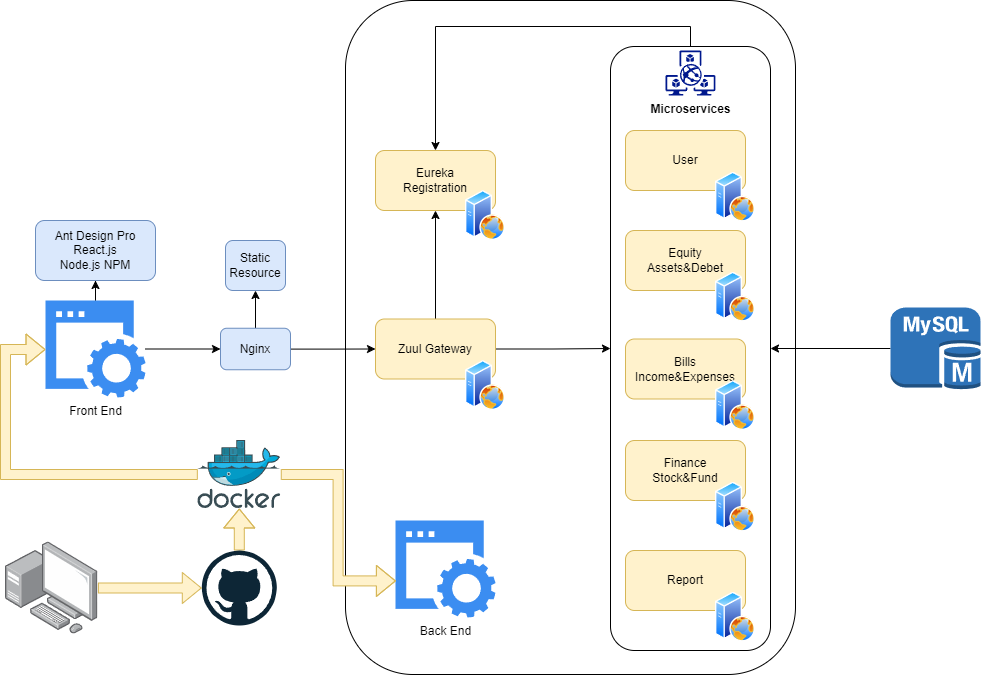 Microservices
User
Eureka
Registration
Ant Design Pro
React.js
Node.js NPM
Static
Resource
Equity
Assets&Debet
Nginx
Zuul Gateway
Bills
Income&Expenses
MySQL
M
Front End
Finance
Stock&Fund
docker
Report
Back End